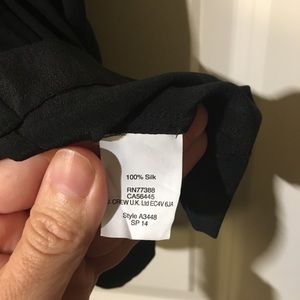 100% Silk
RN77388
CA56445
J. CREW U.K. Ltd EC4V 6JA
Style A3448
SP 14